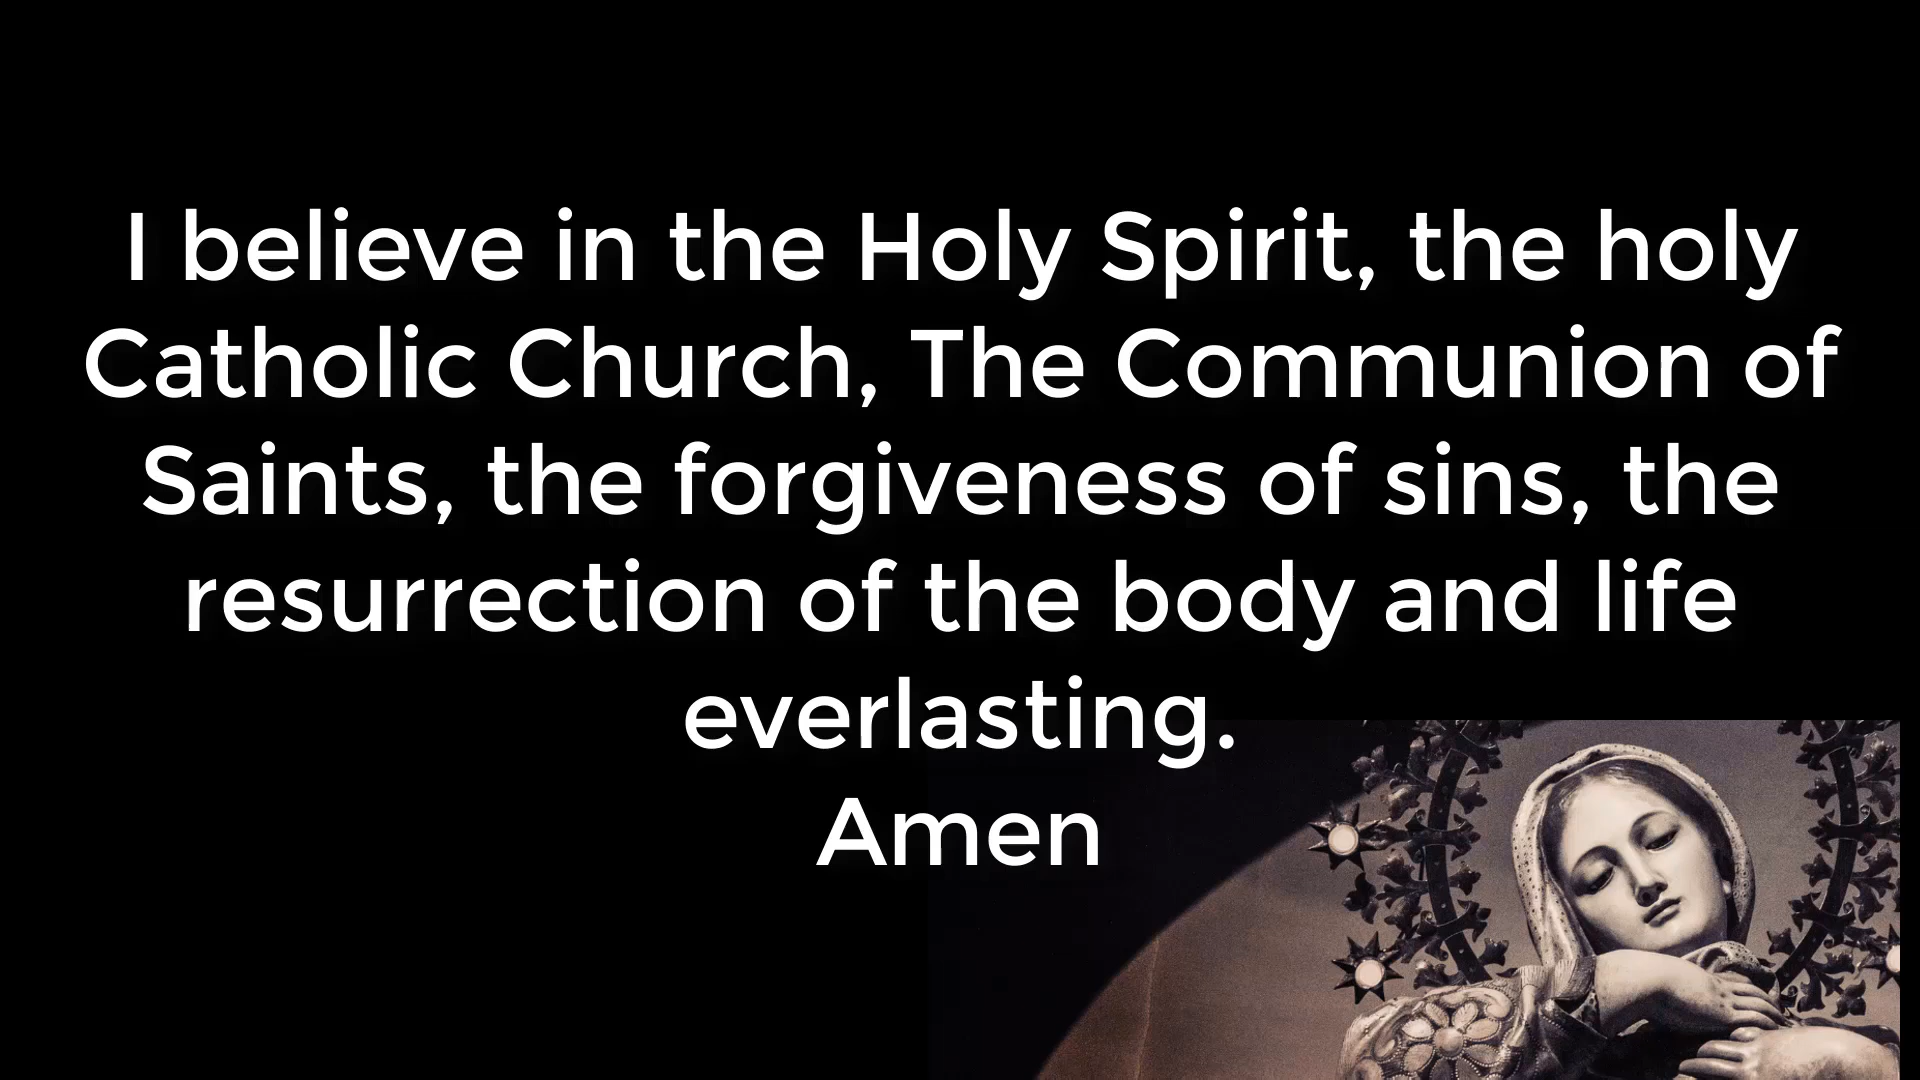 I believe in the Holy Spirit, the holy
Catholic Church, The Communion of
Saints, the forgiveness of sins, the
resurrection of the body and life
everlasting.
Amen